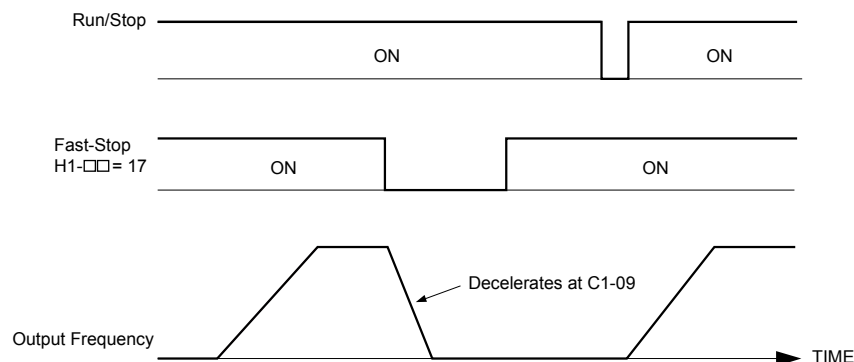 Run/Stop
ON
ON
Fast-Stop
H1-□□= 17
ON
ON
Decelerates at C1-09
Output Frequency
TIME